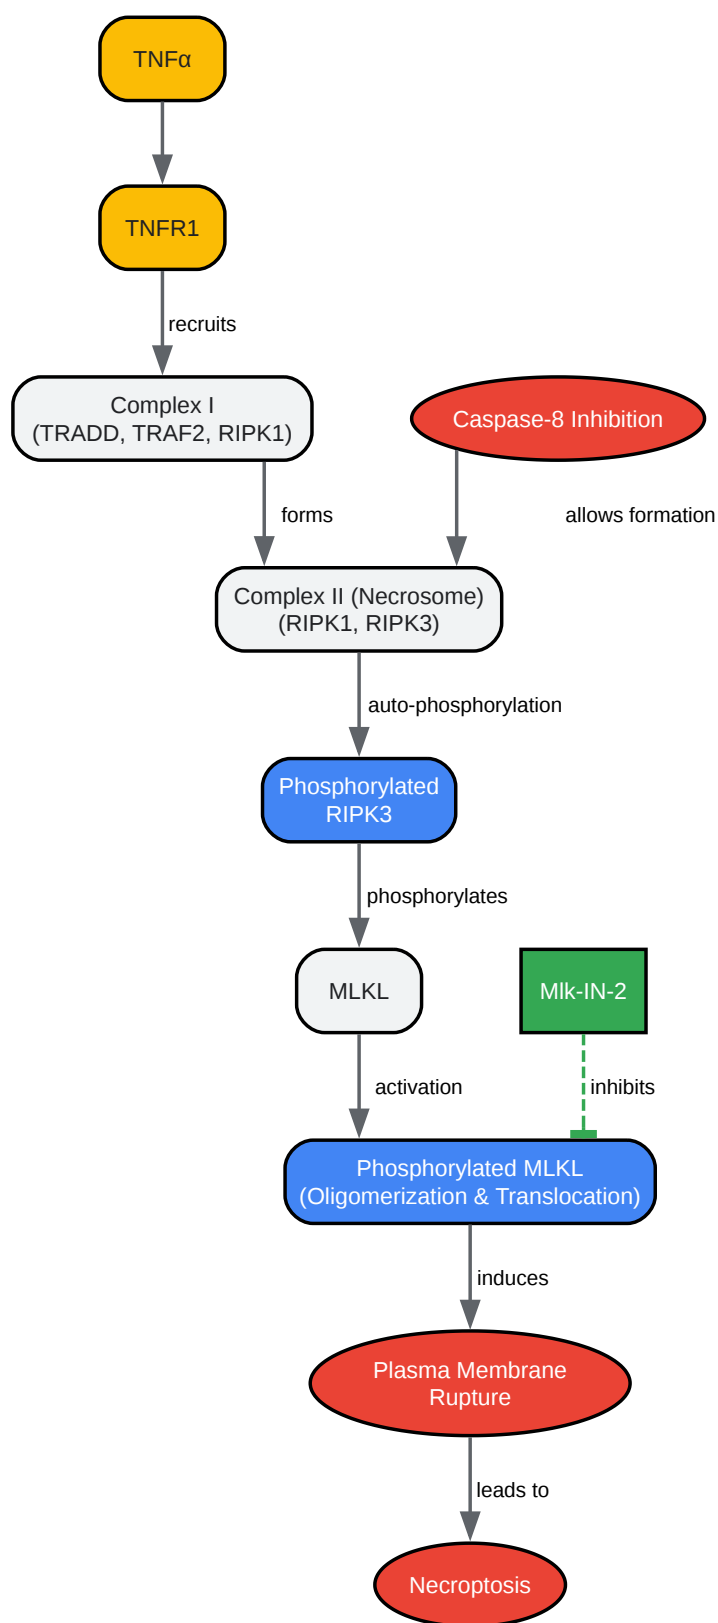 TNFα
TNFR1
recruits
Complex I
(TRADD, TRAF2, RIPK1)
Caspase-8 Inhibition
forms
allows formation
Complex II (Necrosome)
(RIPK1, RIPK3)
auto-phosphorylation
Phosphorylated
RIPK3
phosphorylates
MLKL
Mlk-IN-2
activation
inhibits
Phosphorylated MLKL
(Oligomerization & Translocation)
induces
Plasma Membrane
Rupture
leads to
Necroptosis